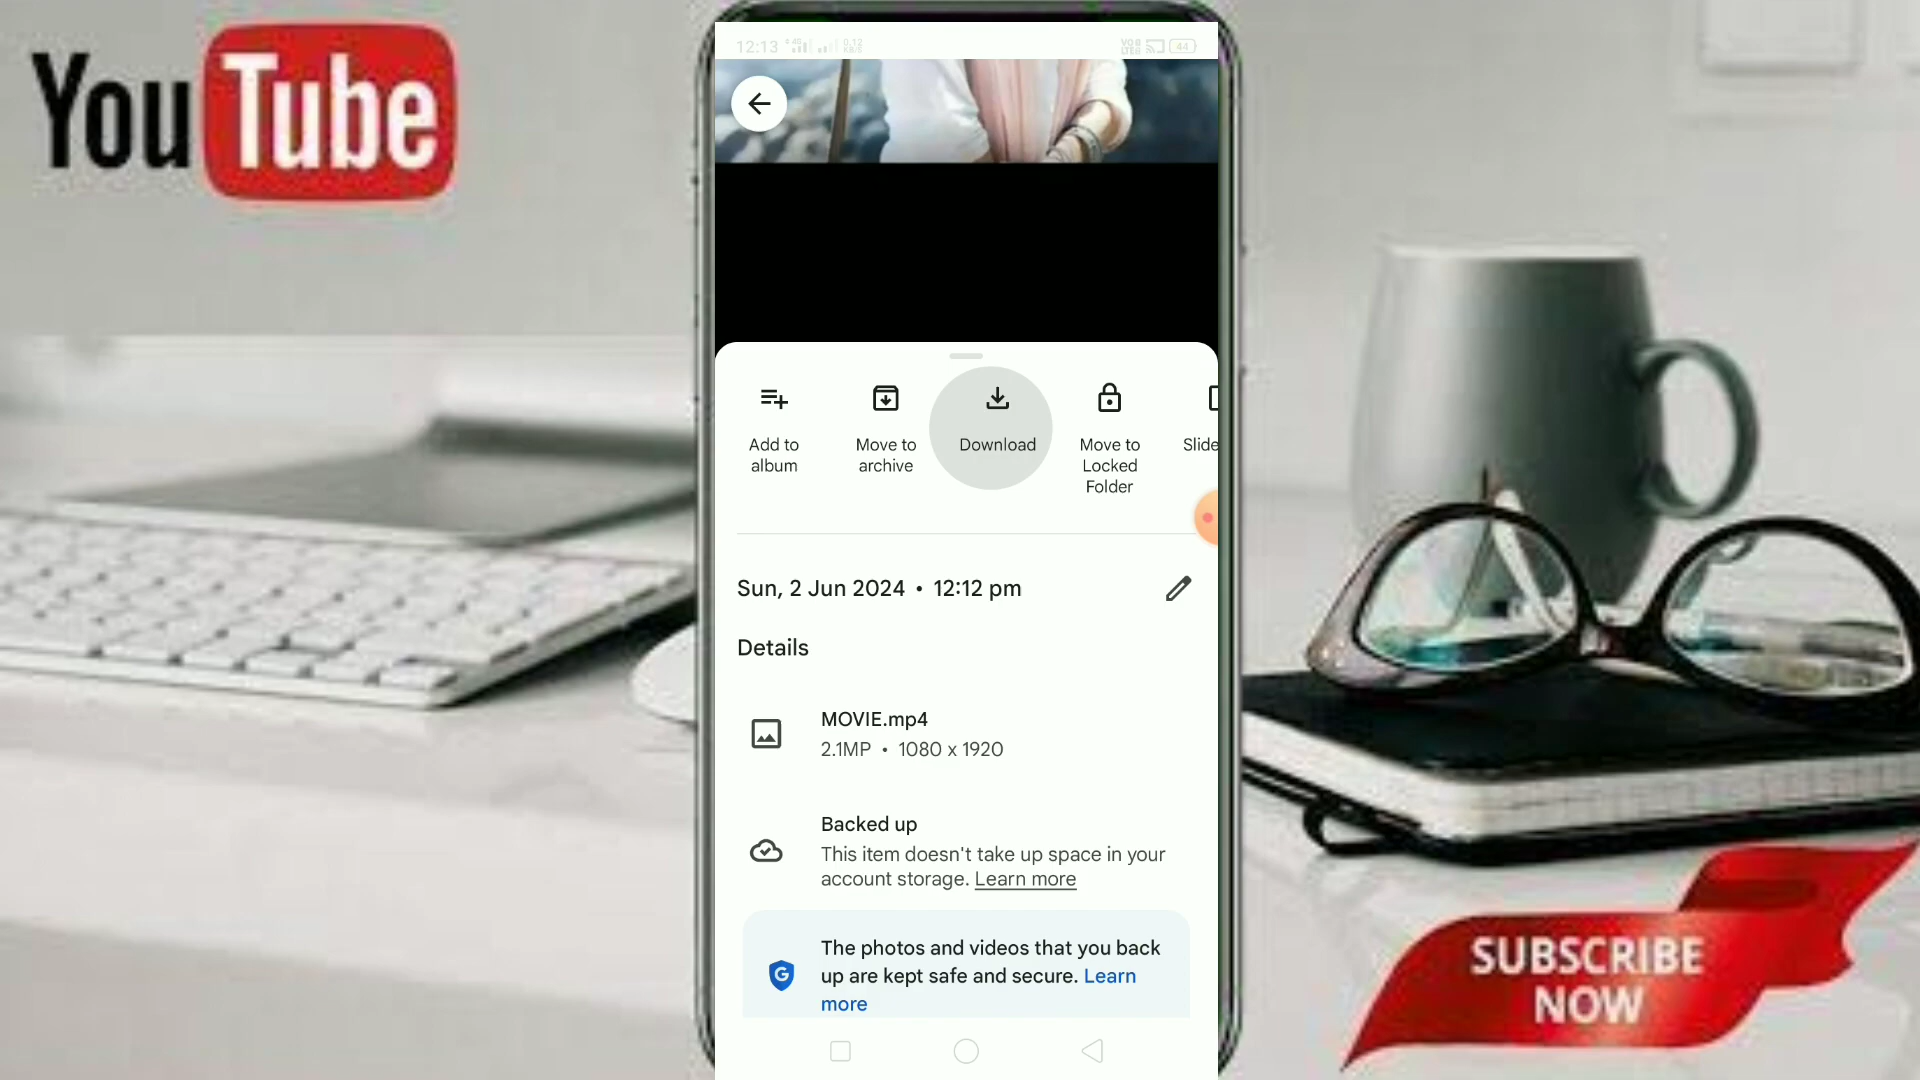 YouTube
12:13
44
Add to
album
Move to
archive
Download
Move to
Locked
Folder
Slide
Sun, 2 Jun 2024 • 12:12 pm
Details
MOVIE.mp4
2.1MP • 1080 x 1920
Backed up
This item doesn't take up space in your
account storage. Learn more
G
The photos and videos that you back
up are kept safe and secure. Learn
more
SUBSCRIBE
NOW